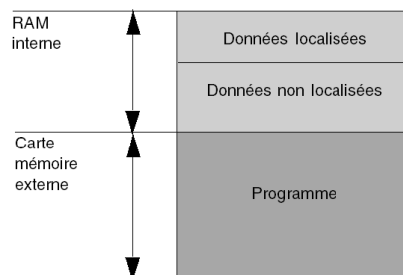 RAM
interne
Données localisées
Données non localisées
Carte
mémoire
externe
Programme